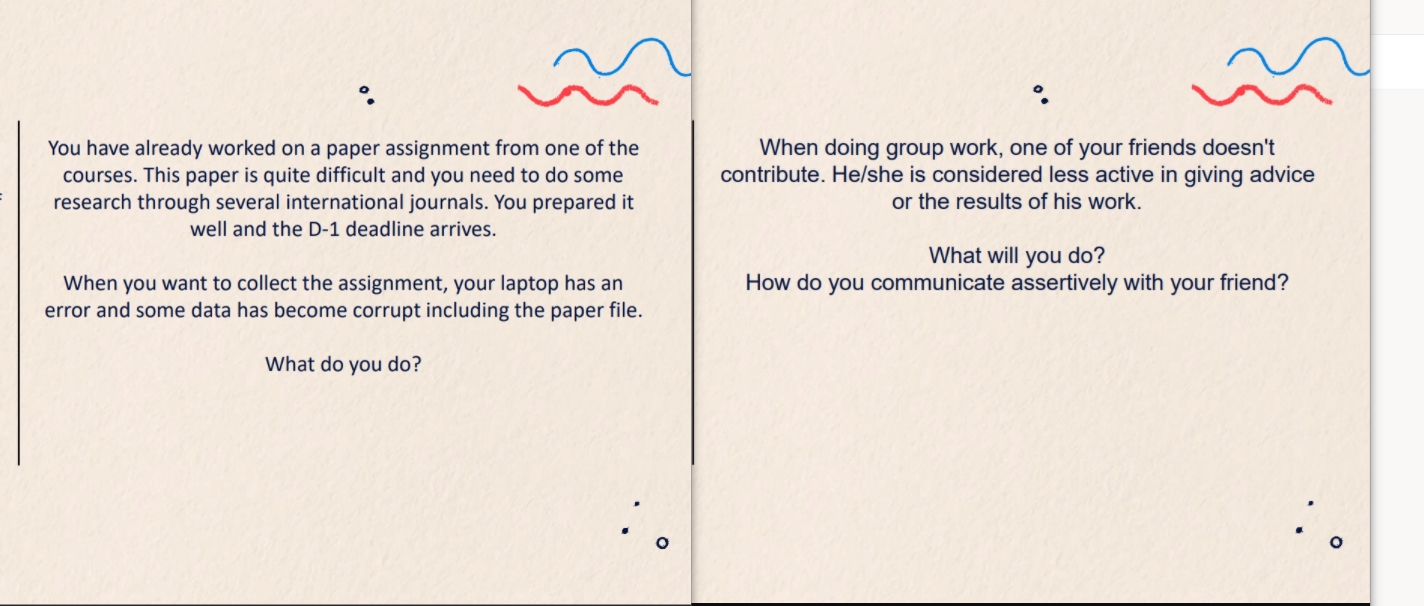 You have already worked on a paper assignment from one of the
courses. This paper is quite difficult and you need to do some
research through several international journals. You prepared it
well and the D-1 deadline arrives.
When you want to collect the assignment, your laptop has an
error and some data has become corrupt including the paper file.
What do you do?
When doing group work, one of your friends doesn't
contribute. He/she is considered less active in giving advice
or the results of his work.
What will you do?
How do you communicate assertively with your friend?